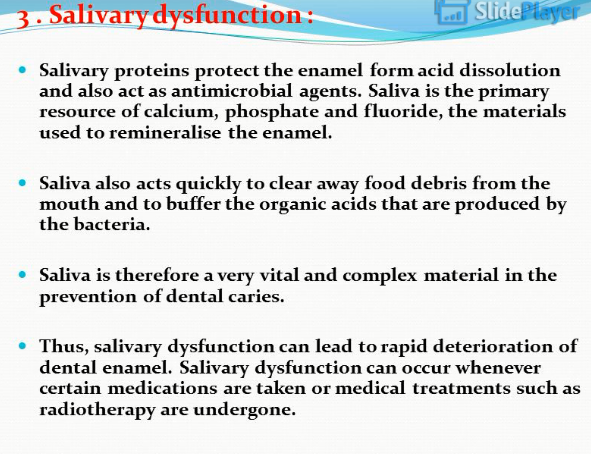 3 . Salivary dysfunction :
SlidePlayer
Salivary proteins protect the enamel form acid dissolution
and also act as antimicrobial agents. Saliva is the primary
resource of calcium, phosphate and fluoride, the materials
used to remineralise the enamel.
Saliva also acts quickly to clear away food debris from the
mouth and to buffer the organic acids that are produced by
the bacteria.
Saliva is therefore a very vital and complex material in the
prevention of dental caries.
Thus, salivary dysfunction can lead to rapid deterioration of
dental enamel. Salivary dysfunction can occur whenever
certain medications are taken or medical treatments such as
radiotherapy are undergone.